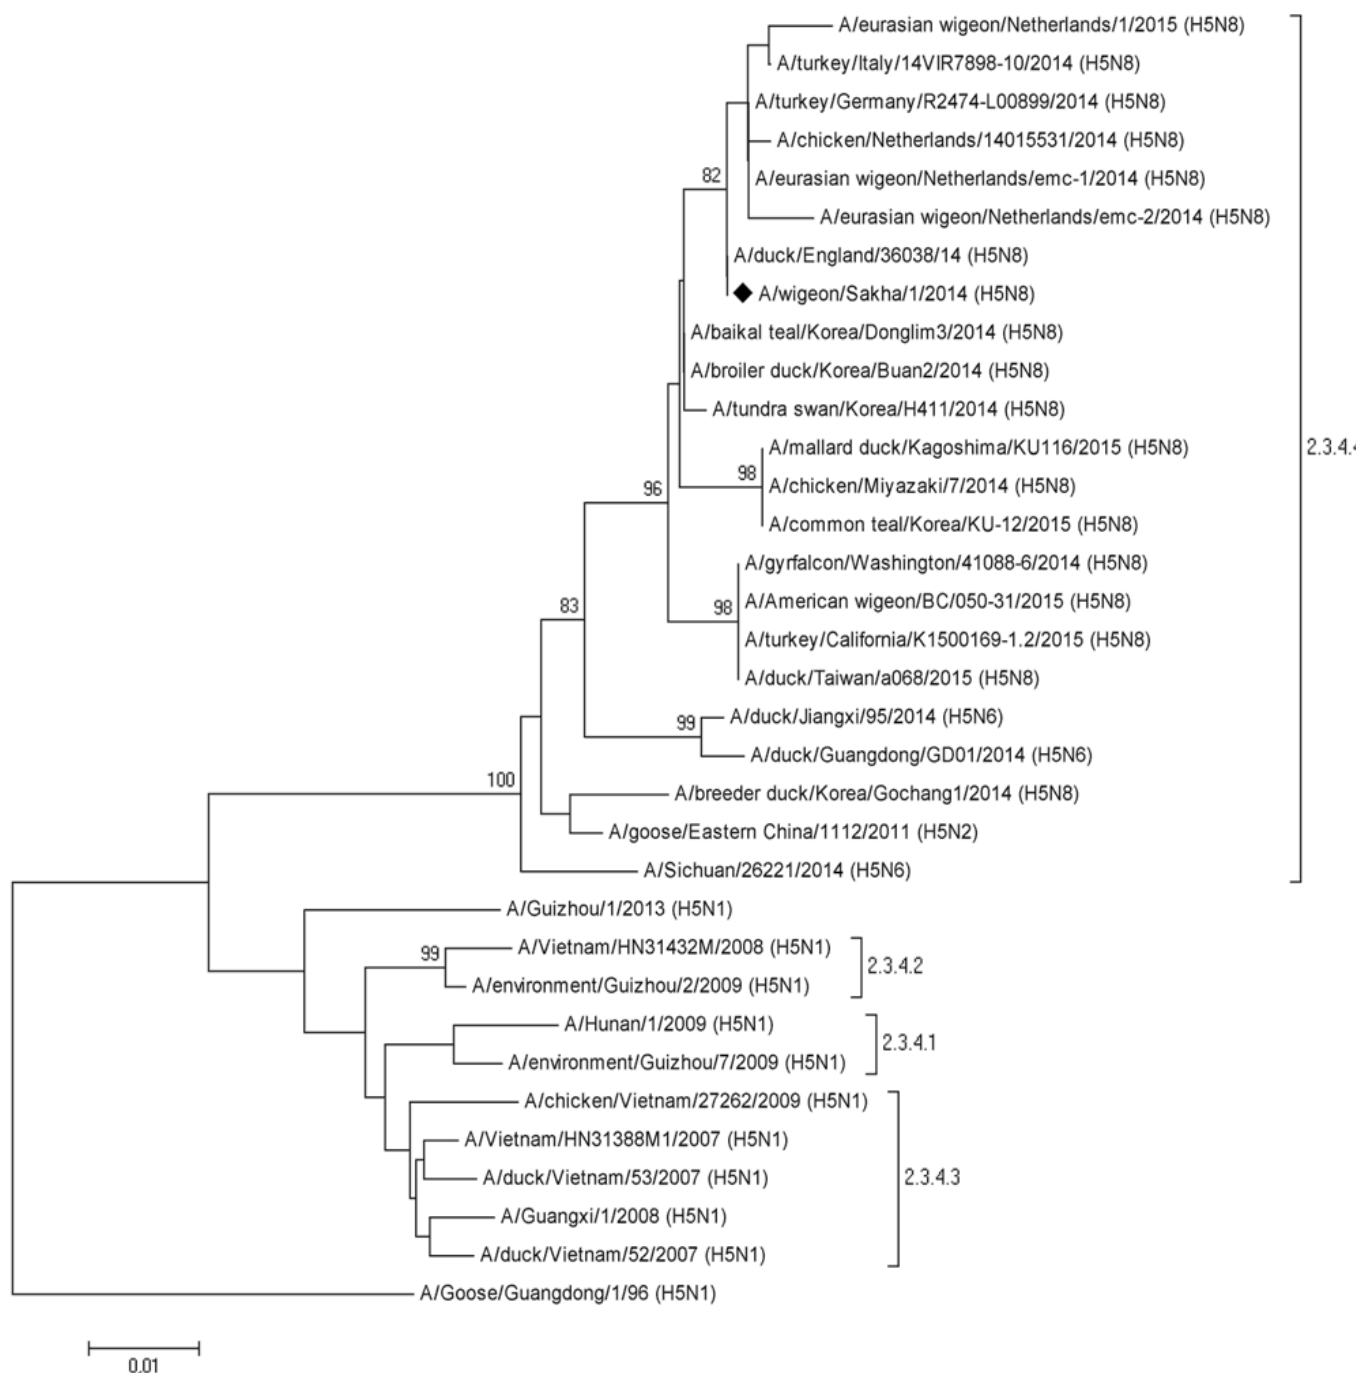 A/eurasian wigeon/Netherlands/1/2015 (H5N8)
A/turkey/Italy/14VIR7898-10/2014 (H5N8)
A/turkey/Germany/R2474-L00899/2014 (H5N8)
A/chicken/Netherlands/14015531/2014 (H5N8)
82
A/eurasian wigeon/Netherlands/emc-1/2014 (H5N8)
A/eurasian wigeon/Netherlands/emc-2/2014 (H5N8)
A/duck/England/36038/14 (H5N8)
A/wigeon/Sakha/1/2014 (H5N8)
A/baikal teal/Korea/Donglim3/2014 (H5N8)
A/broiler duck/Korea/Buan2/2014 (H5N8)
A/tundra swan/Korea/H411/2014 (H5N8)
A/mallard duck/Kagoshima/KU116/2015 (H5N8)
2.3.4.4
98
A/chicken/Miyazaki/7/2014 (H5N8)
96
A/common teal/Korea/KU-12/2015 (H5N8)
A/gyrfalcon/Washington/41088-6/2014 (H5N8)
A/American wigeon/BC/050-31/2015 (H5N8)
98
83
A/turkey/California/K1500169-1.2/2015 (H5N8)
A/duck/Taiwan/a068/2015 (H5N8)
A/duck/Jiangxi/95/2014 (H5N6)
99
A/duck/Guangdong/GD01/2014 (H5N6)
100
A/breeder duck/Korea/Gochang1/2014 (H5N8)
A/goose/Eastern China/1112/2011 (H5N2)
A/Sichuan/26221/2014 (H5N6)
A/Guizhou/1/2013 (H5N1)
A/Vietnam/HN31432M/2008 (H5N1)
99
2.3.4.2
A/environment/Guizhou/2/2009 (H5N1)
A/Hunan/1/2009 (H5N1)
2.3.4.1
A/environment/Guizhou/7/2009 (H5N1)
A/chicken/Vietnam/27262/2009 (H5N1)
A/Vietnam/HN31388M1/2007 (H5N1)
A/duck/Vietnam/53/2007 (H5N1)
2.3.4.3
A/Guangxi/1/2008 (H5N1)
A/duck/Vietnam/52/2007 (H5N1)
A/Goose/Guangdong/1/96 (H5N1)
0.01